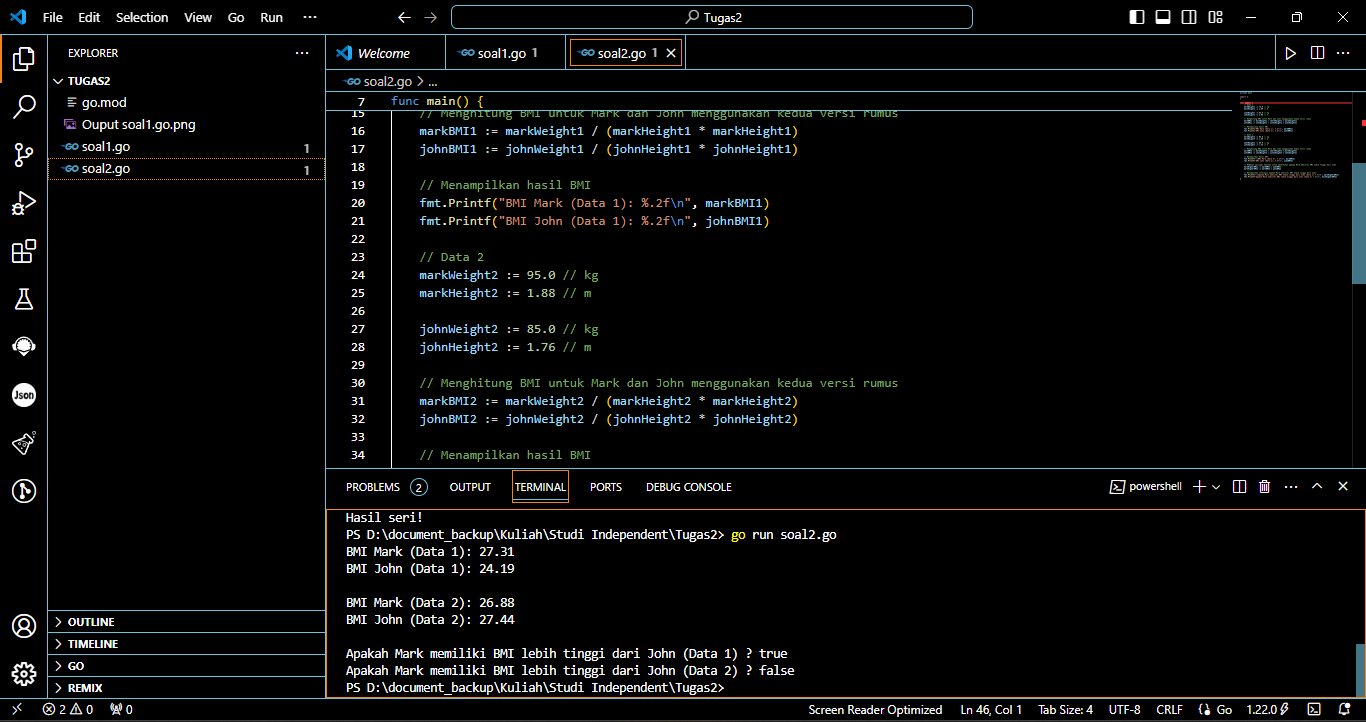 File Edit Selection View Go Run ··· Tugas2
EXPLORER ···
TUGAS2
go.mod
Ouput soal1.go.png
soal1.go 1
soal2.go 1
OUTLINE
TIMELINE
GO
REMIX
Json
Welcome
soal1.go 1
soal2.go 1
soal2.go > ...
7 func main() {
15 // Menghitung BMI untuk Mark dan John menggunakan kedua versi rumus
16 markBMI1 := markWeight1 / (markHeight1 * markHeight1)
17 johnBMI1 := johnWeight1 / (johnHeight1 * johnHeight1)
18
19 // Menampilkan hasil BMI
20 fmt.Printf("BMI Mark (Data 1): %.2f\n", markBMI1)
21 fmt.Printf("BMI John (Data 1): %.2f\n", johnBMI1)
22
23 // Data 2
24 markWeight2 := 95.0 // kg
25 markHeight2 := 1.88 // m
26
27 johnWeight2 := 85.0 // kg
28 johnHeight2 := 1.76 // m
29
30 // Menghitung BMI untuk Mark dan John menggunakan kedua versi rumus
31 markBMI2 := markWeight2 / (markHeight2 * markHeight2)
32 johnBMI2 := johnWeight2 / (johnHeight2 * johnHeight2)
33
34 // Menampilkan hasil BMI
PROBLEMS 2 OUTPUT TERMINAL PORTS DEBUG CONSOLE powershell
Hasil seri!
PS D:\document_backup\Kuliah\Studi Independent\Tugas2> go run soal2.go
BMI Mark (Data 1): 27.31
BMI John (Data 1): 24.19
BMI Mark (Data 2): 26.88
BMI John (Data 2): 27.44
Apakah Mark memiliki BMI lebih tinggi dari John (Data 1) ? true
Apakah Mark memiliki BMI lebih tinggi dari John (Data 2) ? false
PS D:\document_backup\Kuliah\Studi Independent\Tugas2>
2 0 0 Screen Reader Optimized Ln 46, Col 1 Tab Size: 4 UTF-8 CRLF Go 1.22.0